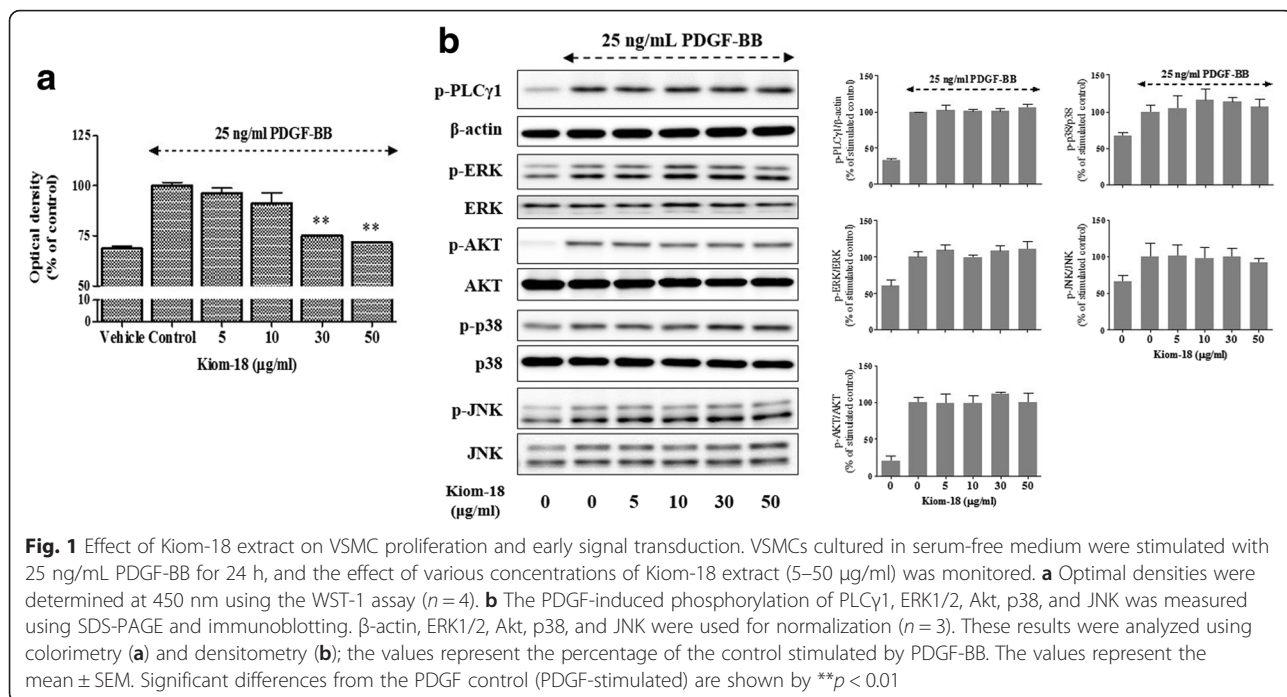 a
25 ng/ml PDGF-BB
Optical density
(% of control)
125
100
75
50
10
0
**
**
Vehicle Control 5 10 30 50
Kiom-18 (µg/ml)
b
25 ng/mL PDGF-BB
p-PLCγ1
β-actin
p-ERK
ERK
p-AKT
AKT
p-p38
p38
p-JNK
JNK
Kiom-18
(µg/ml)
0 0 5 10 30 50
25 ng/ml PDGF-BB
p-PLCγ1/β-actin
(% of stimulated control)
150
100
50
0
25 ng/ml PDGF-BB
p-p38/p38
(% of stimulated control)
150
100
50
0
p-ERK/ERK
(% of stimulated control)
150
100
50
0
p-JNK/JNK
(% of stimulated control)
150
100
50
0
0 0 5 10 30 50
Kiom-18 (µg/ml)
p-AKT/AKT
(% of stimulated control)
150
100
50
0
0 0 5 10 30 50
Kiom-18 (µg/ml)
Fig. 1 Effect of Kiom-18 extract on VSMC proliferation and early signal transduction. VSMCs cultured in serum-free medium were stimulated with
25 ng/mL PDGF-BB for 24 h, and the effect of various concentrations of Kiom-18 extract (5–50 µg/ml) was monitored. a Optimal densities were
determined at 450 nm using the WST-1 assay (n = 4). b The PDGF-induced phosphorylation of PLCγ1, ERK1/2, Akt, p38, and JNK was measured
using SDS-PAGE and immunoblotting. β-actin, ERK1/2, Akt, p38, and JNK were used for normalization (n = 3). These results were analyzed using
colorimetry (a) and densitometry (b); the values represent the percentage of the control stimulated by PDGF-BB. The values represent the
mean ± SEM. Significant differences from the PDGF control (PDGF-stimulated) are shown by **p < 0.01